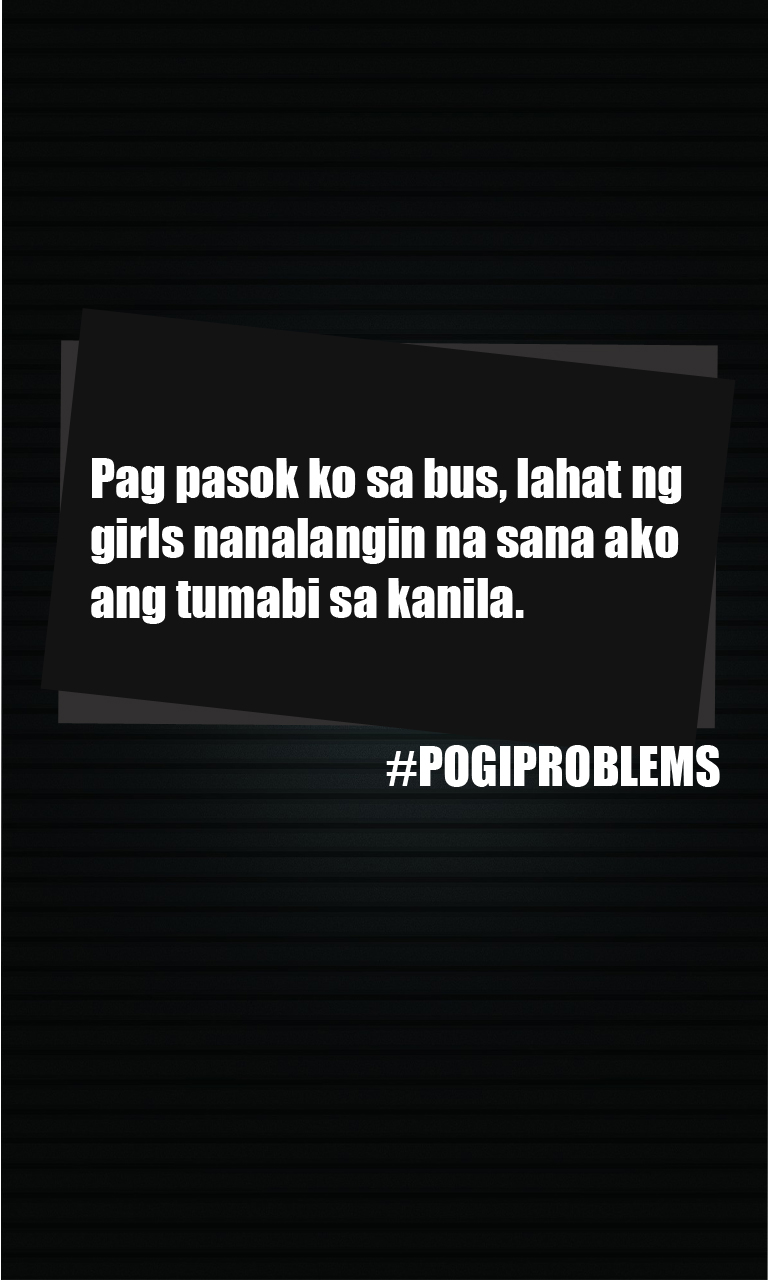 Pag pasok ko sa bus, lahat ng
girls nanalangin na sana ako
ang tumabi sa kanila.
#POGIPROBLEMS